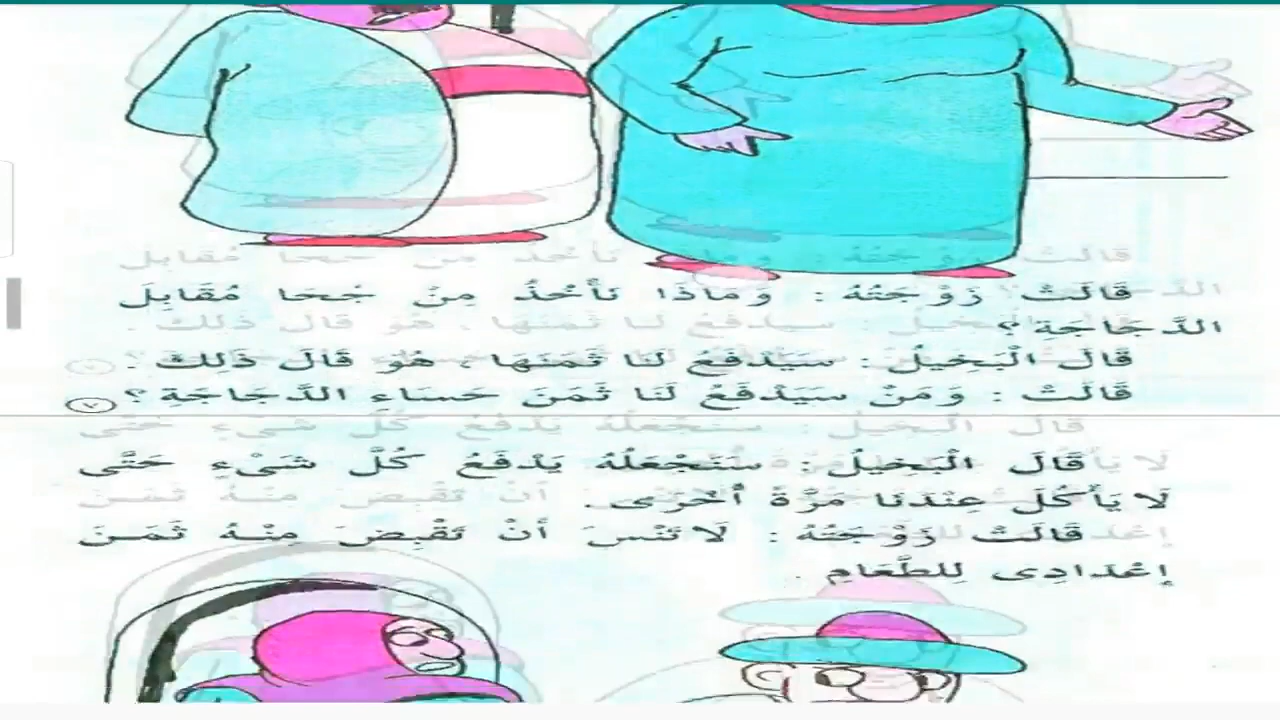 قَالَتْ زَوْجَتُهُ : وَمَاذَا تَأْخُذُ مِنْ جُحَا مُقَابِلَ
الدَّجَاجَةِ ؟
قَالَ الْبَخِيلُ : سَيَدْفَعُ لَنَا ثَمَنَهَا ، هُوَ قَالَ ذَلِكَ .
قَالَتْ : وَمَنْ سَيَدْفَعُ لَنَا ثَمَنَ حَسَاءِ الدَّجَاجَةِ ؟
قَالَ الْبَخِيلُ : سَنَجْعَلُهُ يَدْفَعُ كُلَّ شَىْءٍ حَتَّى
لَا يَأْكُلَ عِنْدَنَا مَرَّةً أُخْرَى .
قَالَتْ زَوْجَتُهُ : لَا تَنْسَ أَنْ تَقْبِضَ مِنْهُ ثَمَنَ
إِعْدَادِى لِلطَّعَامِ .